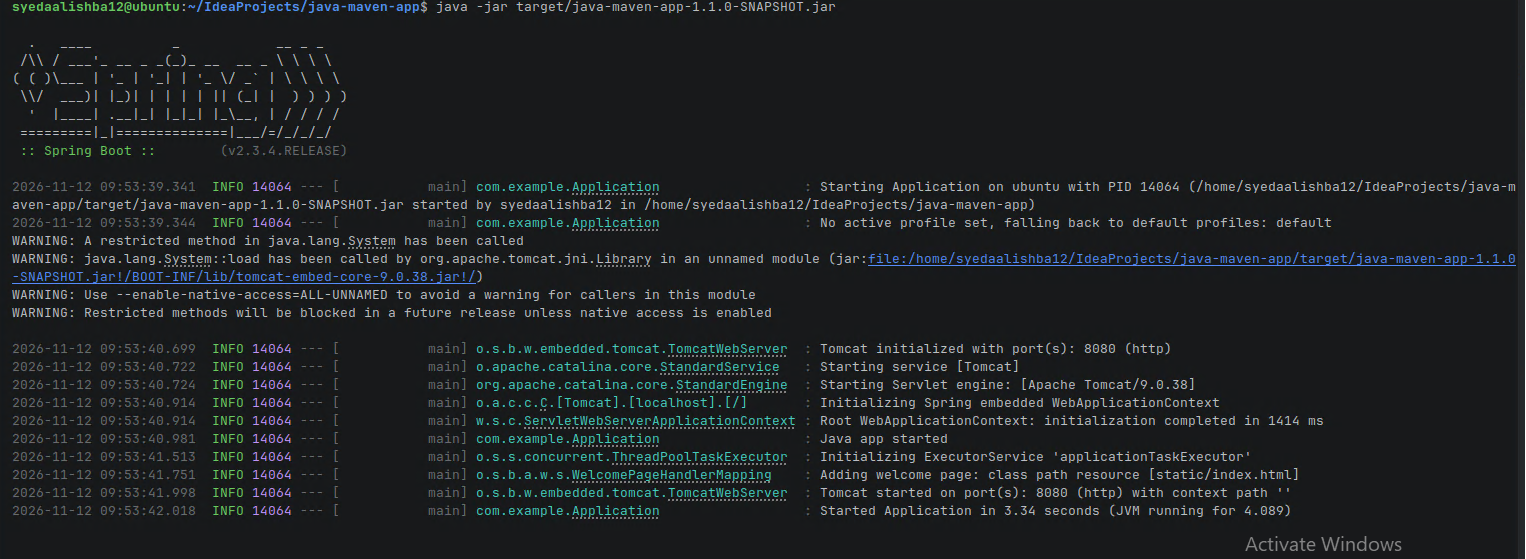 syedaalishba12@ubuntu:~/IdeaProjects/java-maven-app$ java -jar target/java-maven-app-1.1.0-SNAPSHOT.jar
  .   ____          _            __ _ _
 /\\ / ___'_ __ _ _(_)_ __  __ _ \ \ \ \
( ( )\___ | '_ | '_| | '_ \/ _` | \ \ \ \
 \\/  ___)| |_)| | | | | || (_| |  ) ) ) )
  '  |____| .__|_| |_|_| |_\__, | / / / /
 =========|_|==============|___/=/_/_/_/
 :: Spring Boot ::        (v2.3.4.RELEASE)
2026-11-12 09:53:39.341  INFO 14064 --- [           main] com.example.Application                  : Starting Application on ubuntu with PID 14064 (/home/syedaalishba12/IdeaProjects/java-m
aven-app/target/java-maven-app-1.1.0-SNAPSHOT.jar started by syedaalishba12 in /home/syedaalishba12/IdeaProjects/java-maven-app)
2026-11-12 09:53:39.344  INFO 14064 --- [           main] com.example.Application                  : No active profile set, falling back to default profiles: default
WARNING: A restricted method in java.lang.System has been called
WARNING: java.lang.System::load has been called by org.apache.tomcat.jni.Library in an unnamed module (jar:file:/home/syedaalishba12/IdeaProjects/java-maven-app/target/java-maven-app-1.1.0
-SNAPSHOT.jar!/BOOT-INF/lib/tomcat-embed-core-9.0.38.jar!/)
WARNING: Use --enable-native-access=ALL-UNNAMED to avoid a warning for callers in this module
WARNING: Restricted methods will be blocked in a future release unless native access is enabled
2026-11-12 09:53:40.699  INFO 14064 --- [           main] o.s.b.w.embedded.tomcat.TomcatWebServer  : Tomcat initialized with port(s): 8080 (http)
2026-11-12 09:53:40.722  INFO 14064 --- [           main] o.apache.catalina.core.StandardService   : Starting service [Tomcat]
2026-11-12 09:53:40.724  INFO 14064 --- [           main] org.apache.catalina.core.StandardEngine  : Starting Servlet engine: [Apache Tomcat/9.0.38]
2026-11-12 09:53:40.914  INFO 14064 --- [           main] o.a.c.c.C.[Tomcat].[localhost].[/]       : Initializing Spring embedded WebApplicationContext
2026-11-12 09:53:40.914  INFO 14064 --- [           main] w.s.c.ServletWebServerApplicationContext : Root WebApplicationContext: initialization completed in 1414 ms
2026-11-12 09:53:40.981  INFO 14064 --- [           main] com.example.Application                  : Java app started
2026-11-12 09:53:41.513  INFO 14064 --- [           main] o.s.s.concurrent.ThreadPoolTaskExecutor  : Initializing ExecutorService 'applicationTaskExecutor'
2026-11-12 09:53:41.751  INFO 14064 --- [           main] o.s.b.a.w.s.WelcomePageHandlerMapping    : Adding welcome page: class path resource [static/index.html]
2026-11-12 09:53:41.998  INFO 14064 --- [           main] o.s.b.w.embedded.tomcat.TomcatWebServer  : Tomcat started on port(s): 8080 (http) with context path ''
2026-11-12 09:53:42.018  INFO 14064 --- [           main] com.example.Application                  : Started Application in 3.34 seconds (JVM running for 4.089)
Activate Windows